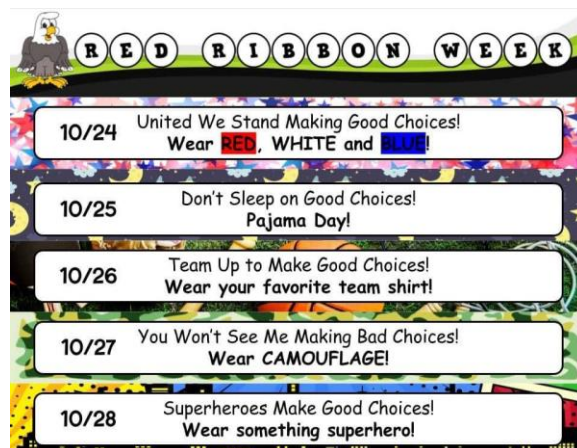 RED RIBBON WEEK
10/24
United We Stand Making Good Choices!
Wear RED, WHITE and BLUE!
10/25
Don't Sleep on Good Choices!
Pajama Day!
10/26
Team Up to Make Good Choices!
Wear your favorite team shirt!
10/27
You Won't See Me Making Bad Choices!
Wear CAMOUFLAGE!
10/28
Superheroes Make Good Choices!
Wear something superhero!